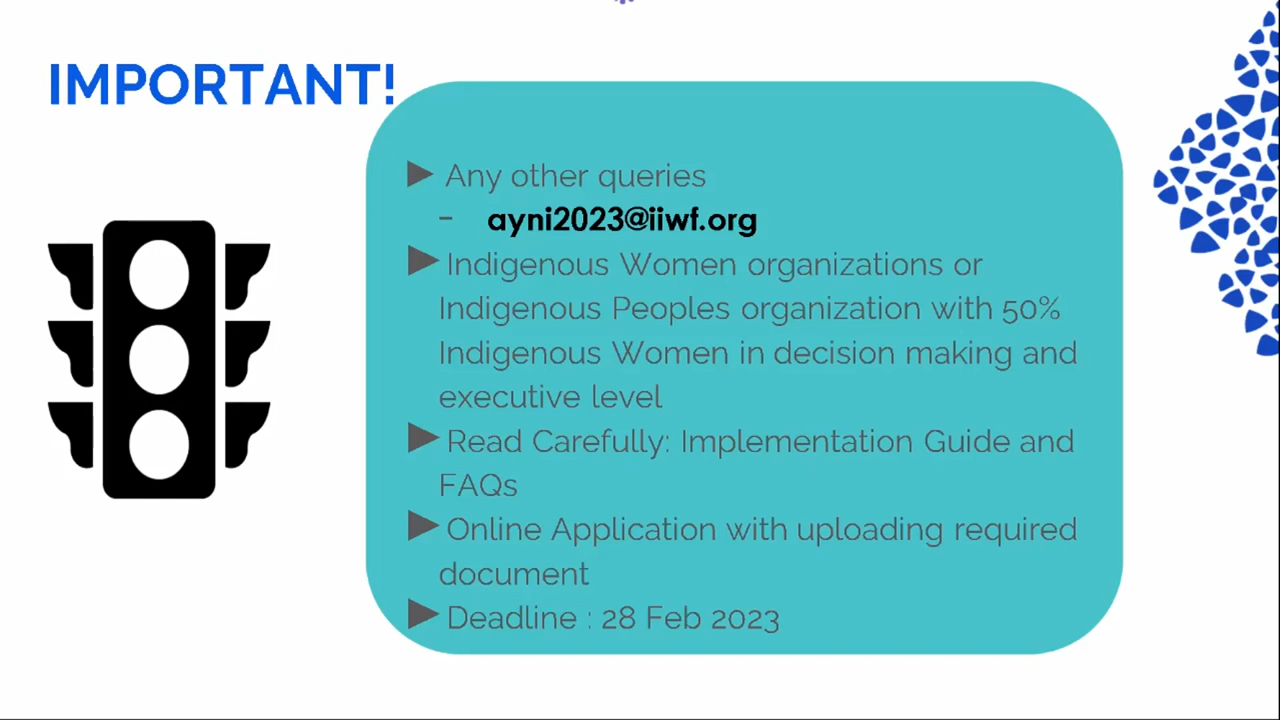 IMPORTANT!
Any other queries
- ayni2023@iiwf.org
Indigenous Women organizations or
Indigenous Peoples organization with 50%
Indigenous Women in decision making and
executive level
Read Carefully: Implementation Guide and
FAQs
Online Application with uploading required
document
Deadline : 28 Feb 2023